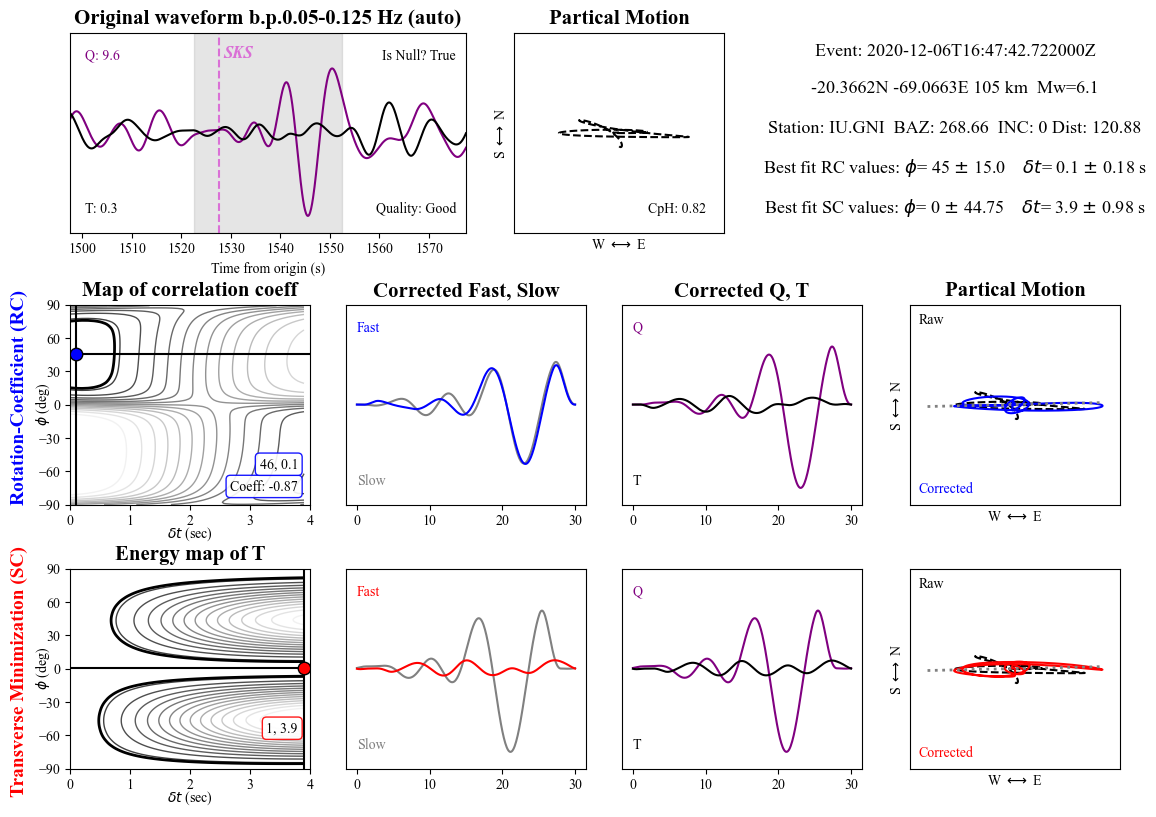 Original waveform b.p.0.05-0.125 Hz (auto)
Q: 9.6
SKS
Is Null? True
T: 0.3
Quality: Good
1500 1510 1520 1530 1540 1550 1560 1570
Time from origin (s)
Partical Motion
S ⟷ N
CpH: 0.82
W ⟷ E
Event: 2020-12-06T16:47:42.722000Z
-20.3662N -69.0663E 105 km Mw=6.1
Station: IU.GNI BAZ: 268.66 INC: 0 Dist: 120.88
Best fit RC values: ϕ= 45 ± 15.0 δt= 0.1 ± 0.18 s
Best fit SC values: ϕ= 0 ± 44.75 δt= 3.9 ± 0.98 s
Rotation-Coefficient (RC)
Map of correlation coeff
ϕ (deg)
90
60
30
0
−30
−60
−90
46, 0.1
Coeff: -0.87
0 1 2 3 4
δt (sec)
Corrected Fast, Slow
Fast
Slow
0 10 20 30
Corrected Q, T
Q
T
0 10 20 30
Partical Motion
Raw
S ⟷ N
Corrected
W ⟷ E
Transverse Minimization (SC)
Energy map of T
ϕ (deg)
90
60
30
0
−30
−60
−90
1, 3.9
0 1 2 3 4
δt (sec)
Fast
Slow
0 10 20 30
Q
T
0 10 20 30
Raw
S ⟷ N
Corrected
W ⟷ E